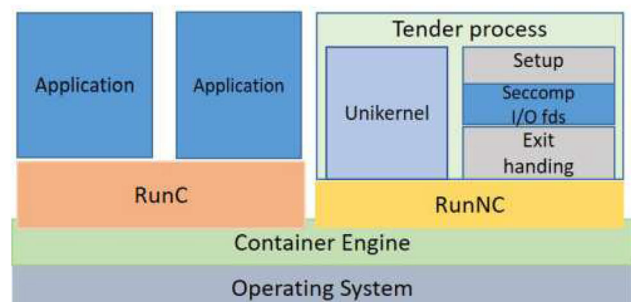 Application
Application
RunC
Tender process
Unikernel
Setup
Seccomp
I/O fds
Exit
handing
RunNC
Container Engine
Operating System